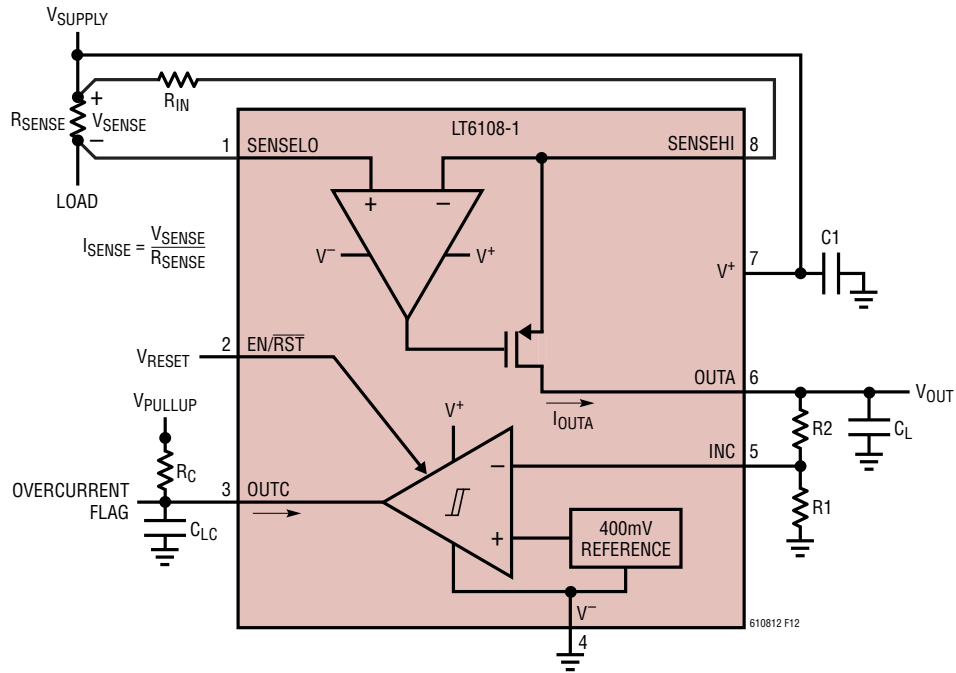 VSUPPLY
RIN
+
RSENSE
VSENSE
−
LOAD
ISENSE = VSENSE / RSENSE
LT6108-1
1
SENSELO
SENSEHI
8
+
−
V−
V+
V+
7
C1
2
EN/RST
VRESET
OUTA
6
VOUT
IOUTA
R2
CL
VPULLUP
RC
V+
INC
5
−
OVERCURRENT
FLAG
3
OUTC
CLC
R1
+
400mV
REFERENCE
V−
4
610812 F12